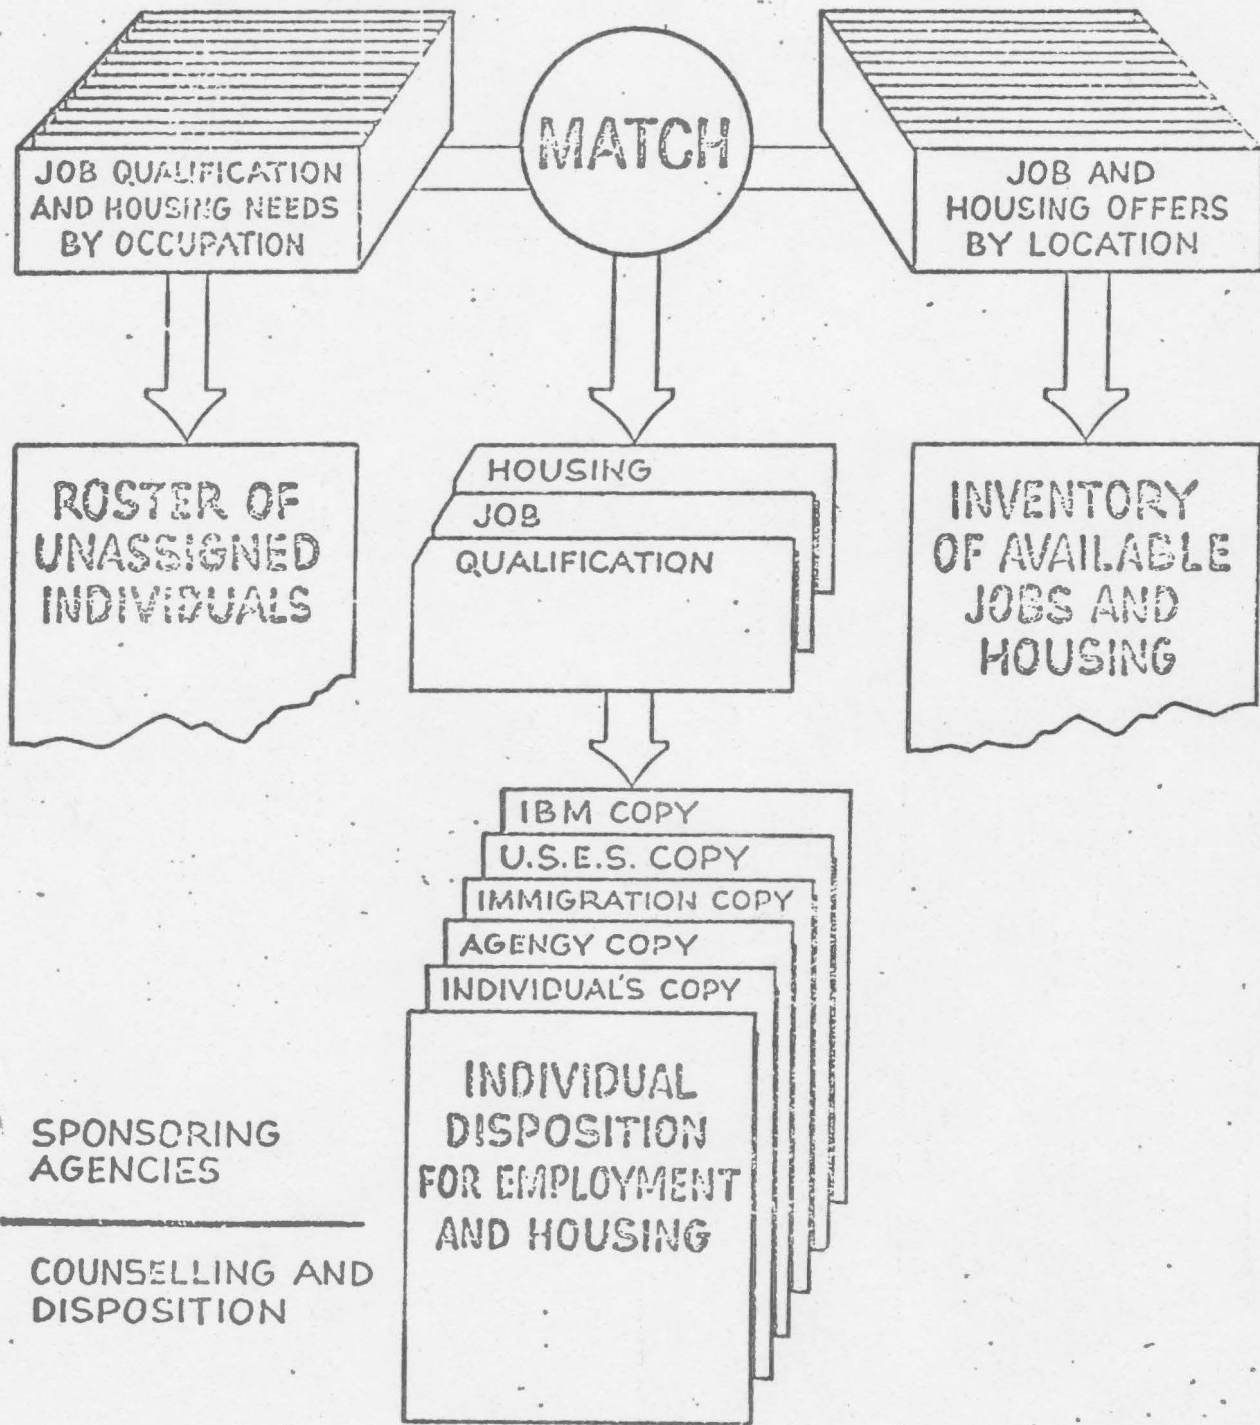 JOB QUALIFICATION
AND HOUSING NEEDS
BY OCCUPATION
MATCH
JOB AND
HOUSING OFFERS
BY LOCATION
ROSTER OF
UNASSIGNED
INDIVIDUALS
HOUSING
JOB
QUALIFICATION
INVENTORY
OF AVAILABLE
JOBS AND
HOUSING
IBM COPY
U.S.E.S. COPY
IMMIGRATION COPY
AGENCY COPY
INDIVIDUAL'S COPY
INDIVIDUAL
DISPOSITION
FOR EMPLOYMENT
AND HOUSING
SPONSORING
AGENCIES
COUNSELLING AND
DISPOSITION